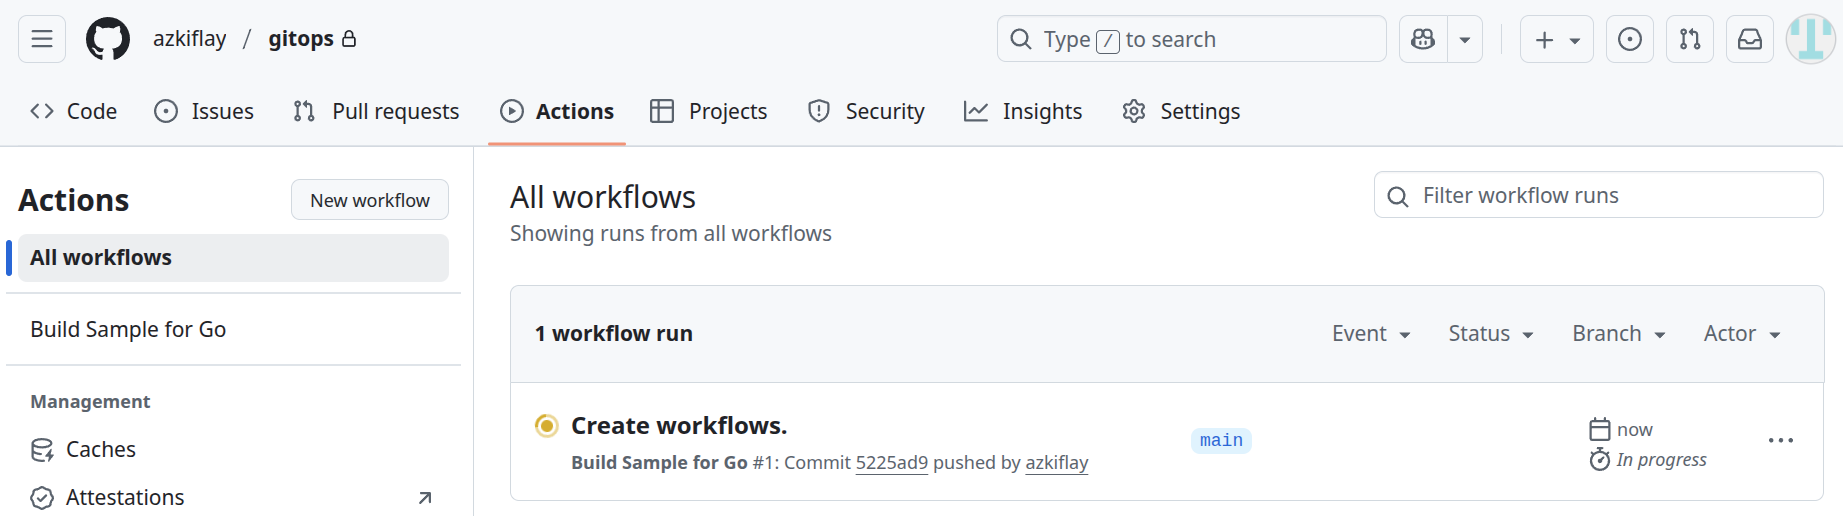 azkiflay / gitops
Type / to search
Code Issues Pull requests Actions Projects Security Insights Settings
Actions
New workflow
All workflows
Build Sample for Go
Management
Caches
Attestations
All workflows
Showing runs from all workflows
Filter workflow runs
1 workflow run
Event Status Branch Actor
Create workflows.
Build Sample for Go #1: Commit 5225ad9 pushed by azkiflay
main
now
In progress